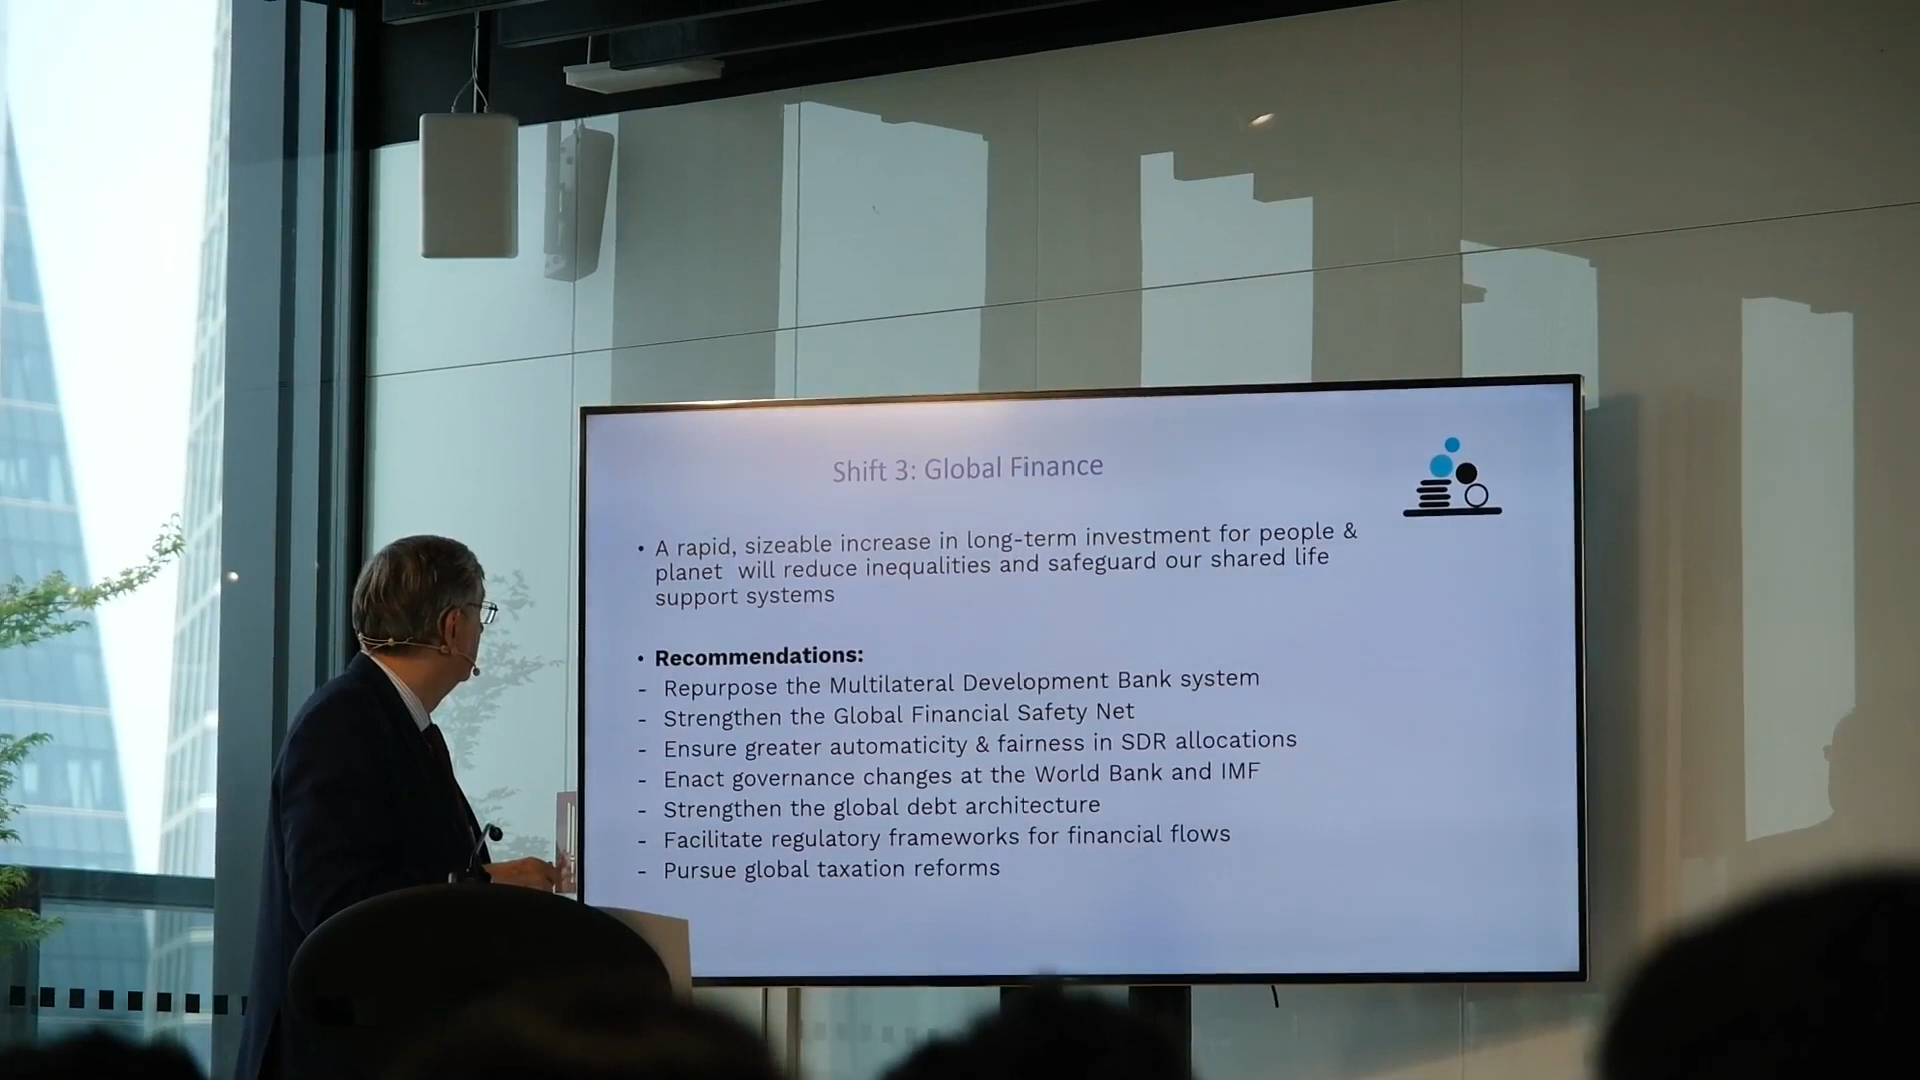 Shift 3: Global Finance
• A rapid, sizeable increase in long-term investment for people &
planet will reduce inequalities and safeguard our shared life
support systems
• Recommendations:
- Repurpose the Multilateral Development Bank system
- Strengthen the Global Financial Safety Net
- Ensure greater automaticity & fairness in SDR allocations
- Enact governance changes at the World Bank and IMF
- Strengthen the global debt architecture
- Facilitate regulatory frameworks for financial flows
- Pursue global taxation reforms